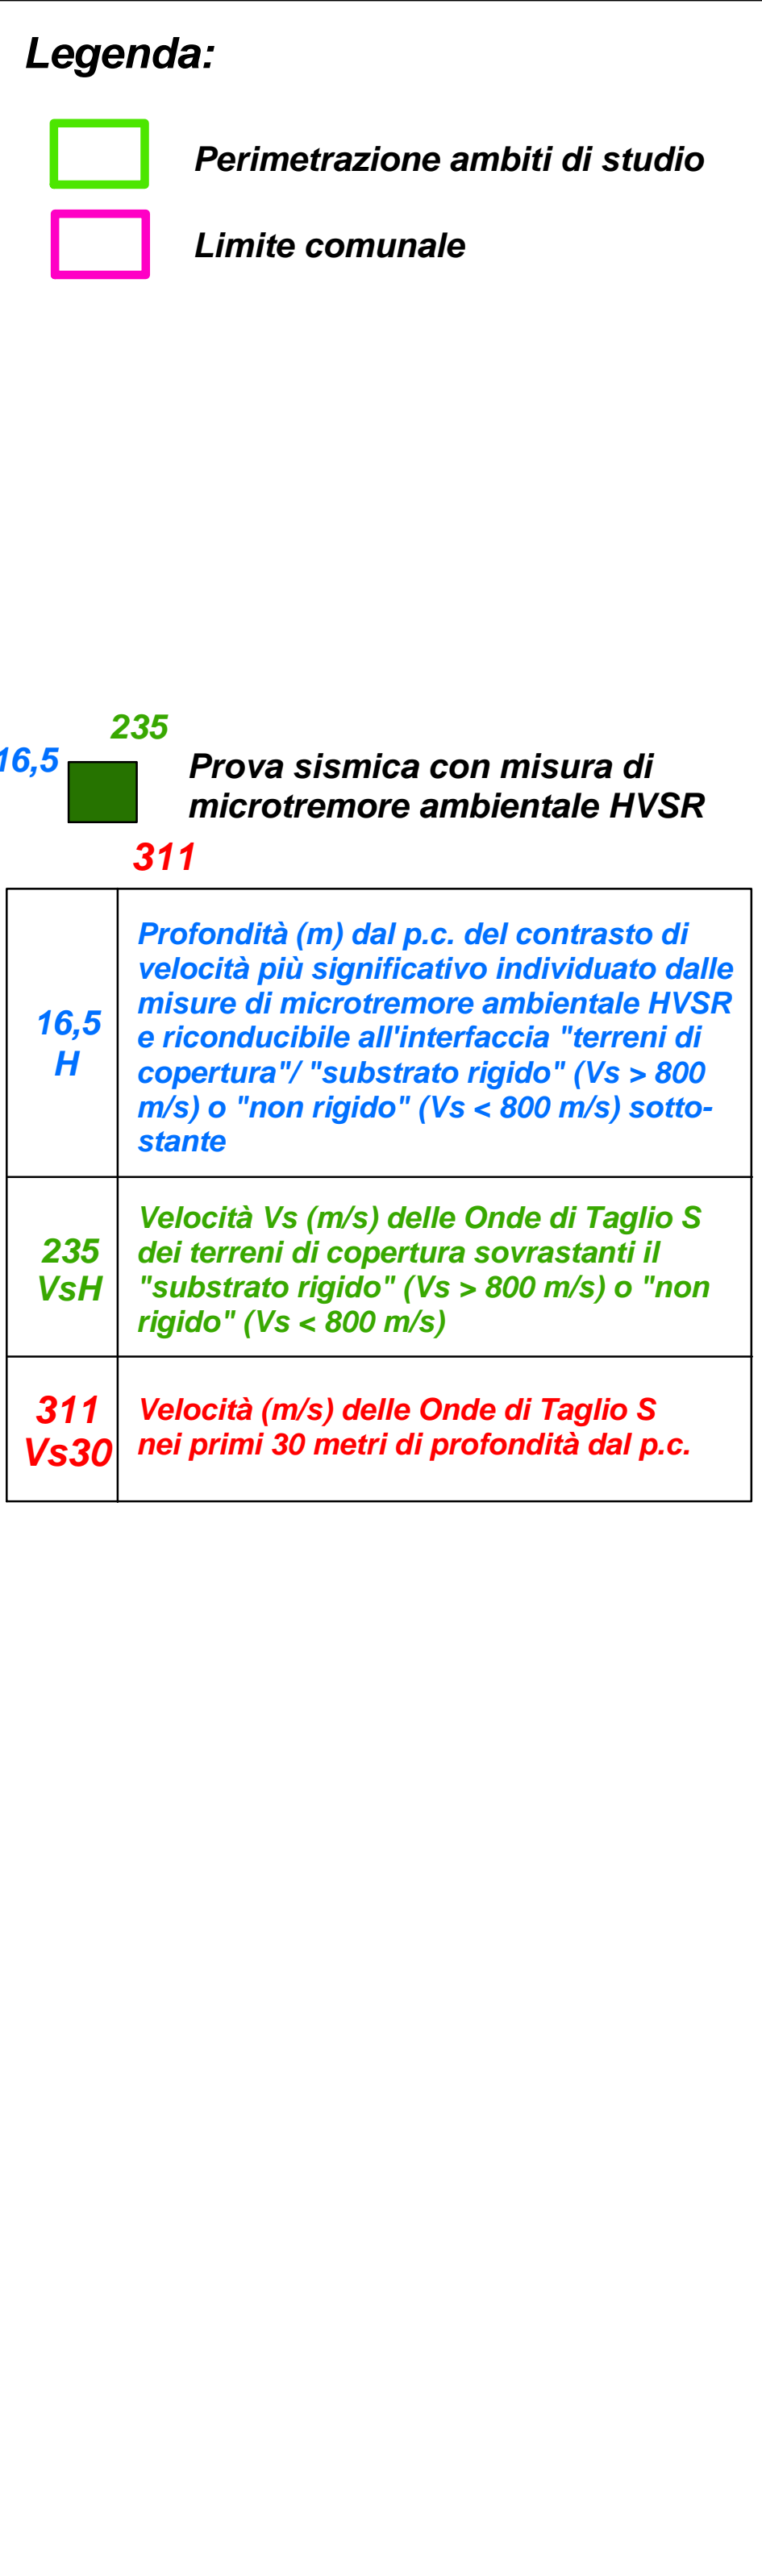 Legenda:
Perimetrazione ambiti di studio
Limite comunale
235
16,5
Prova sismica con misura di
microtremore ambientale HVSR
311
16,5
H
Profondità (m) dal p.c. del contrasto di
velocità più significativo individuato dalle
misure di microtremore ambientale HVSR
e riconducibile all'interfaccia "terreni di
copertura"/ "substrato rigido" (Vs > 800
m/s) o "non rigido" (Vs < 800 m/s) sotto-
stante
235
VsH
Velocità Vs (m/s) delle Onde di Taglio S
dei terreni di copertura sovrastanti il
"substrato rigido" (Vs > 800 m/s) o "non
rigido" (Vs < 800 m/s)
311
Vs30
Velocità (m/s) delle Onde di Taglio S
nei primi 30 metri di profondità dal p.c.